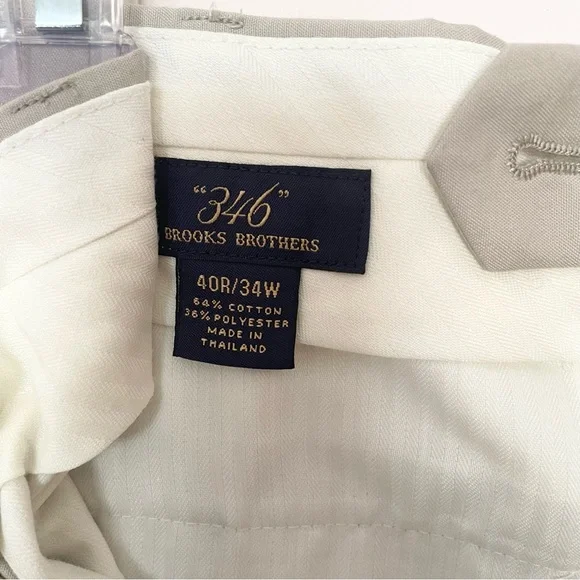 "346"
BROOKS BROTHERS
40R/34W
64% COTTON
36% POLYESTER
MADE IN
THAILAND